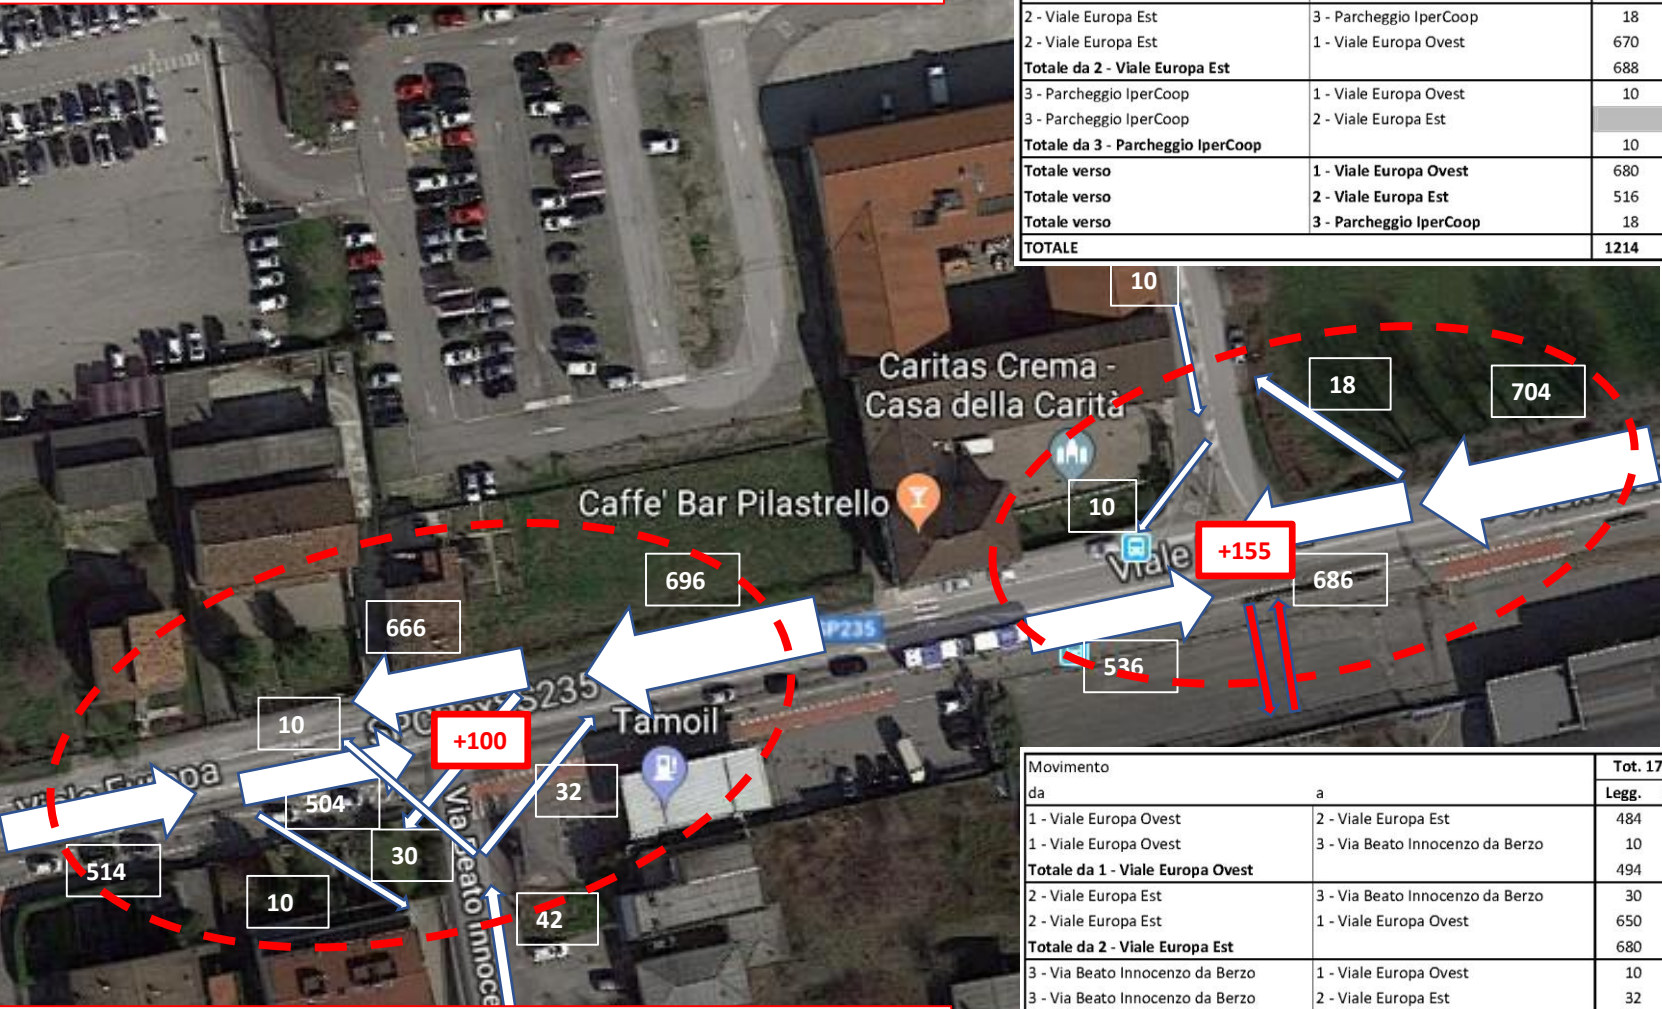 2 - Viale Europa Est 3 - Parcheggio IperCoop 18
2 - Viale Europa Est 1 - Viale Europa Ovest 670
Totale da 2 - Viale Europa Est 688
3 - Parcheggio IperCoop 1 - Viale Europa Ovest 10
3 - Parcheggio IperCoop 2 - Viale Europa Est
Totale da 3 - Parcheggio IperCoop 10
Totale verso 1 - Viale Europa Ovest 680
Totale verso 2 - Viale Europa Est 516
Totale verso 3 - Parcheggio IperCoop 18
TOTALE 1214
10
Caritas Crema -
Casa della Carità
18
704
Caffe' Bar Pilastrello
10
Viale
+155
686
696
666
SP235
536
10
+100
Tamoil
Viale Europa
504
32
514
30
10
42
Via Beato Innoce
Movimento Tot. 17
da a Legg.
1 - Viale Europa Ovest 2 - Viale Europa Est 484
1 - Viale Europa Ovest 3 - Via Beato Innocenzo da Berzo 10
Totale da 1 - Viale Europa Ovest 494
2 - Viale Europa Est 3 - Via Beato Innocenzo da Berzo 30
2 - Viale Europa Est 1 - Viale Europa Ovest 650
Totale da 2 - Viale Europa Est 680
3 - Via Beato Innocenzo da Berzo 1 - Viale Europa Ovest 10
3 - Via Beato Innocenzo da Berzo 2 - Viale Europa Est 32